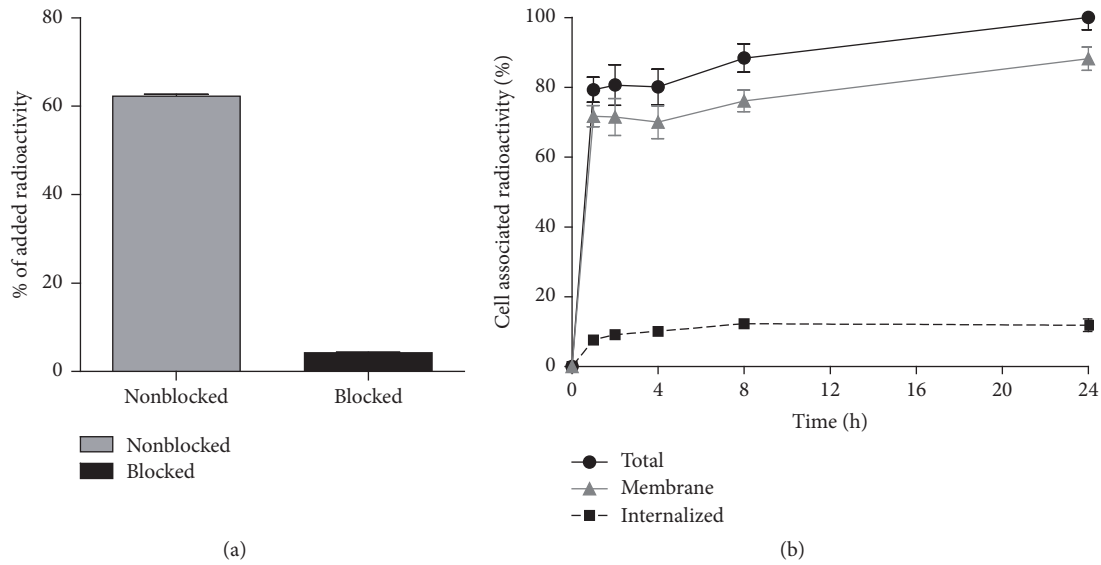 % of added radioactivity
80
60
40
20
0
Nonblocked
Blocked
Nonblocked
Blocked
(a)
Cell associated radioactivity (%)
100
80
60
40
20
0
0
4
8
12
16
20
24
Time (h)
Total
Membrane
Internalized
(b)